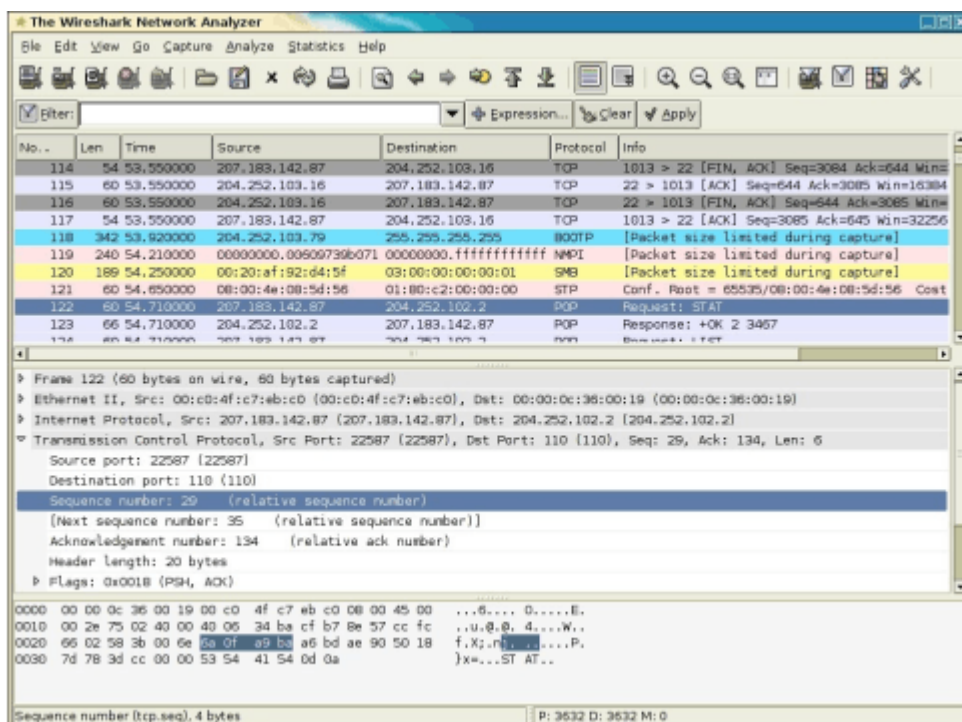 The Wireshark Network Analyzer
File Edit View Go Capture Analyze Statistics Help
Filter: Expression... Clear Apply
No.. Len Time Source Destination Protocol Info
114 54 53.550000 207.183.142.87 204.252.103.16 TCP 1013 > 22 [FIN, ACK] Seq=3084 Ack=644 Win=
115 60 53.550000 204.252.103.16 207.183.142.87 TCP 22 > 1013 [ACK] Seq=644 Ack=3085 Win=16384
116 60 53.550000 204.252.103.16 207.183.142.87 TCP 22 > 1013 [FIN, ACK] Seq=644 Ack=3085 Win=
117 54 53.550000 207.183.142.87 204.252.103.16 TCP 1013 > 22 [ACK] Seq=3085 Ack=645 Win=32256
118 342 53.920000 204.252.103.79 255.255.255.255 BOOTP [Packet size limited during capture]
119 240 54.210000 00000000.00609739b071 00000000.ffffffffffff NMPI [Packet size limited during capture]
120 189 54.250000 00:20:af:92:d4:5f 03:00:00:00:00:01 SMB [Packet size limited during capture]
121 60 54.650000 08:00:4e:08:5d:56 01:80:c2:00:00:00 STP Conf. Root = 65535/08:00:4e:08:5d:56 Cost
122 60 54.710000 207.183.142.87 204.252.102.2 POP Request: STAT
123 66 54.710000 204.252.102.2 207.183.142.87 POP Response: +OK 2 3467
124 60 54.710000 207.183.142.87 204.252.102.2 POP Request: LIST
Frame 122 (60 bytes on wire, 60 bytes captured)
Ethernet II, Src: 00:c0:4f:c7:eb:c0 (00:c0:4f:c7:eb:c0), Dst: 00:00:0c:36:00:19 (00:00:0c:36:00:19)
Internet Protocol, Src: 207.183.142.87 (207.183.142.87), Dst: 204.252.102.2 (204.252.102.2)
Transmission Control Protocol, Src Port: 22587 (22587), Dst Port: 110 (110), Seq: 29, Ack: 134, Len: 6
Source port: 22587 (22587)
Destination port: 110 (110)
Sequence number: 29 (relative sequence number)
[Next sequence number: 35 (relative sequence number)]
Acknowledgement number: 134 (relative ack number)
Header length: 20 bytes
Flags: 0x0018 (PSH, ACK)
0000 00 00 0c 36 00 19 00 c0 4f c7 eb c0 08 00 45 00 ...6.... O.....E.
0010 00 2e 75 02 40 00 40 06 34 ba cf b7 8e 57 cc fc ..u.@.@. 4....W..
0020 66 02 58 3b 00 6e 6a 0f a9 ba a6 bd ae 90 50 18 f.X;.nj. ......P.
0030 7d 78 3d cc 00 00 53 54 41 54 0d 0a }x=...ST AT..
Sequence number (tcp.seq), 4 bytes P: 3632 D: 3632 M: 0